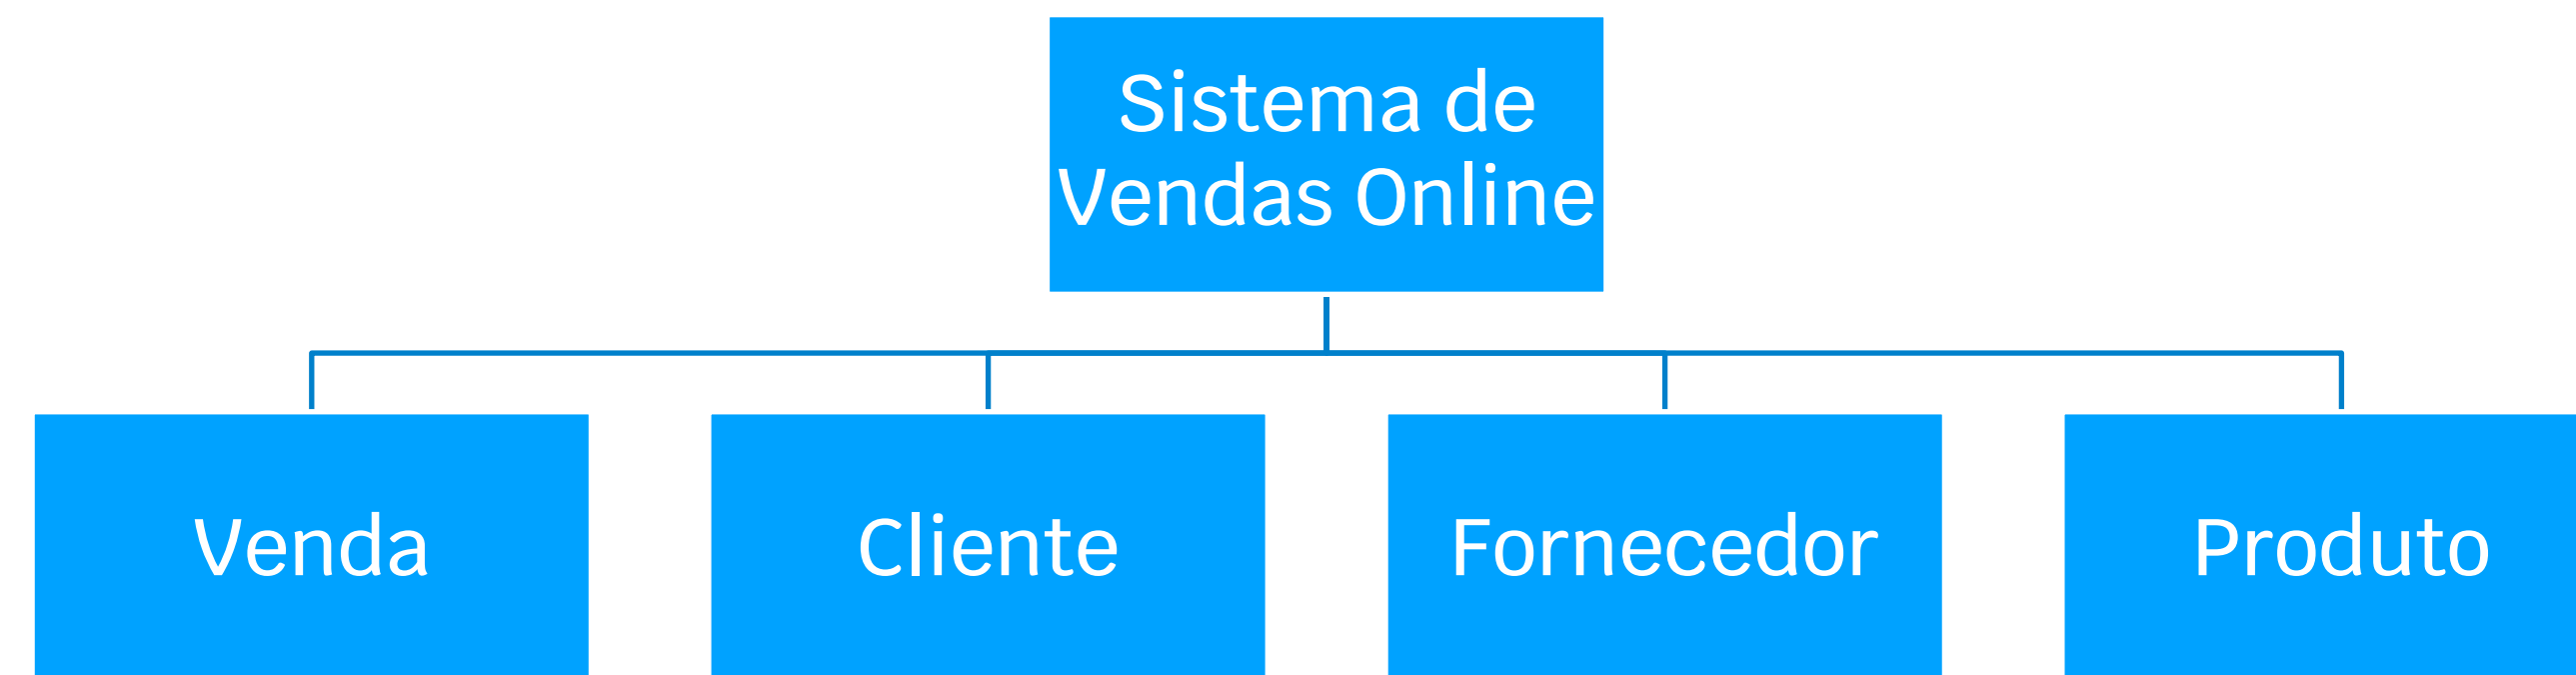 Sistema de
Vendas Online
Venda
Cliente
Fornecedor
Produto